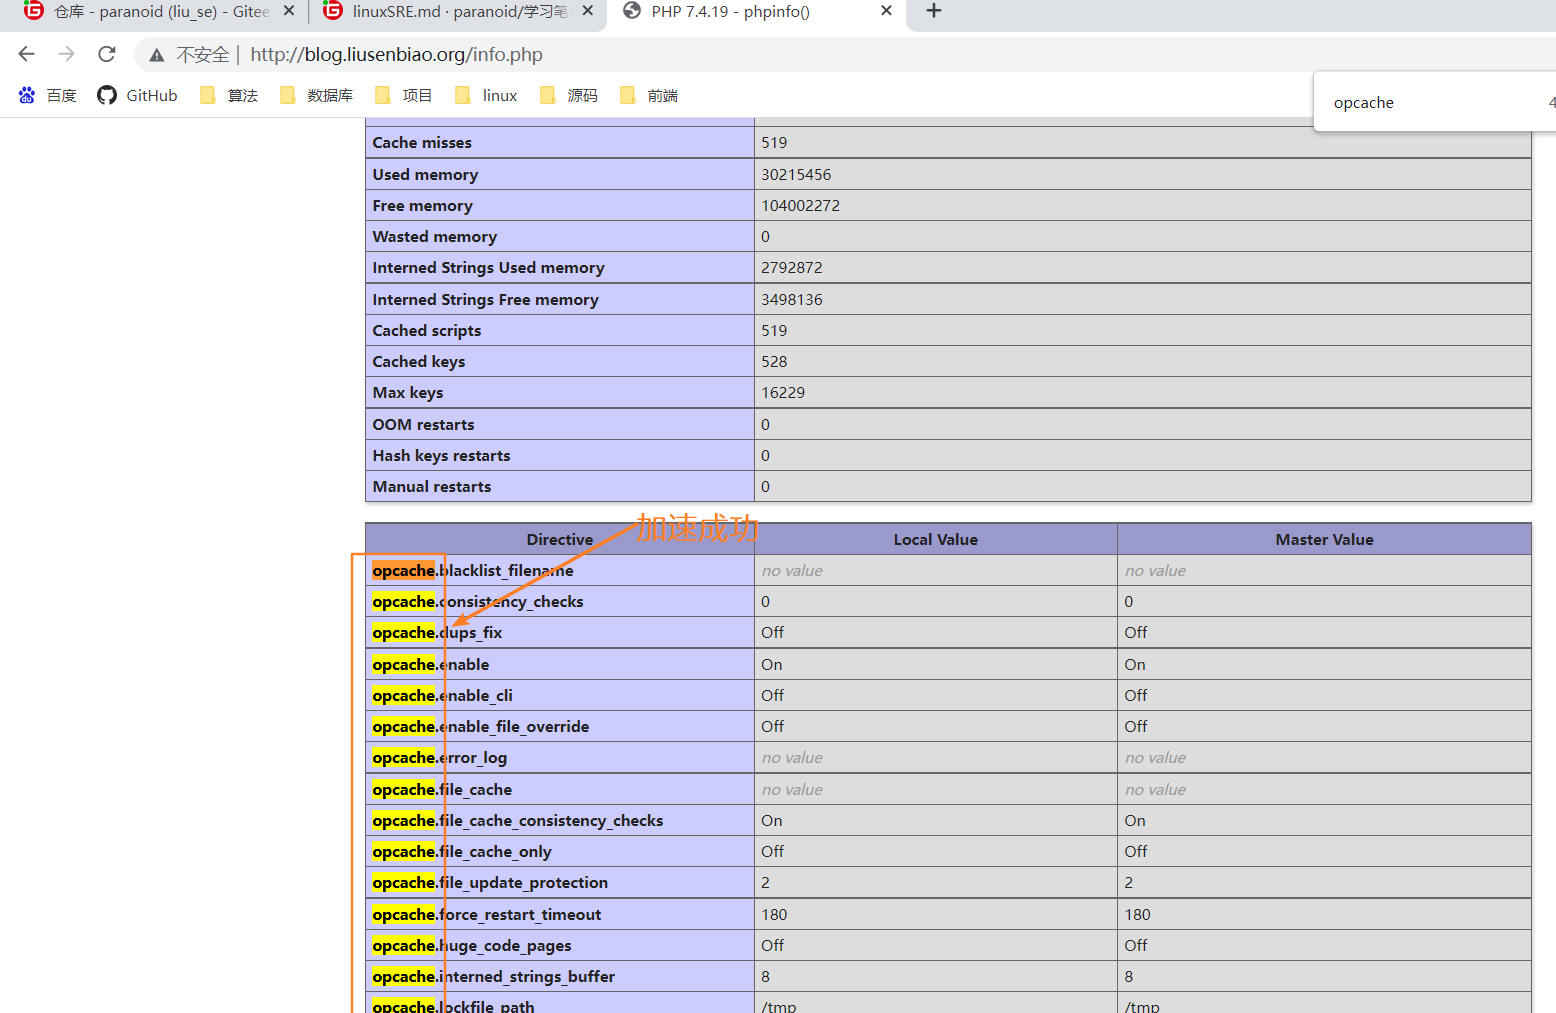 仓库 - paranoid (liu_se) - Gitee
linuxSRE.md · paranoid/学习笔
PHP 7.4.19 - phpinfo()
不安全 | http://blog.liusenbiao.org/info.php
百度 GitHub 算法 数据库 项目 linux 源码 前端
opcache 4
Cache misses 519
Used memory 30215456
Free memory 104002272
Wasted memory 0
Interned Strings Used memory 2792872
Interned Strings Free memory 3498136
Cached scripts 519
Cached keys 528
Max keys 16229
OOM restarts 0
Hash keys restarts 0
Manual restarts 0
加速成功
Directive Local Value Master Value
opcache.blacklist_filename no value no value
opcache.consistency_checks 0 0
opcache.dups_fix Off Off
opcache.enable On On
opcache.enable_cli Off Off
opcache.enable_file_override Off Off
opcache.error_log no value no value
opcache.file_cache no value no value
opcache.file_cache_consistency_checks On On
opcache.file_cache_only Off Off
opcache.file_update_protection 2 2
opcache.force_restart_timeout 180 180
opcache.huge_code_pages Off Off
opcache.interned_strings_buffer 8 8
opcache.lockfile_path /tmp /tmp